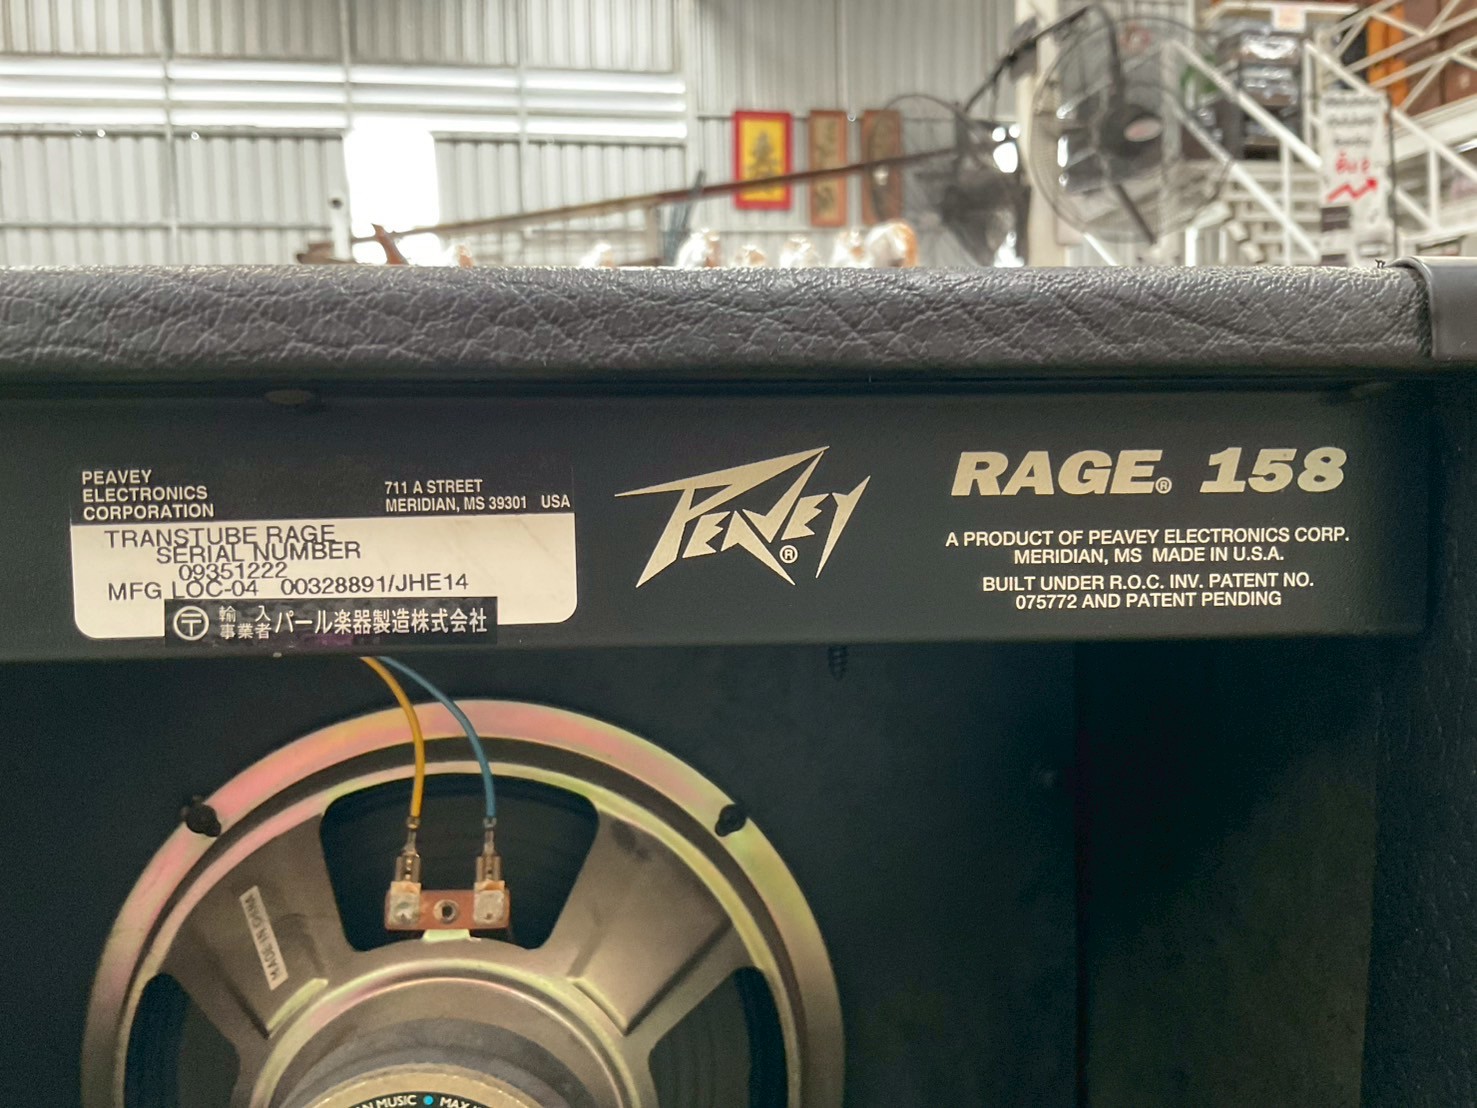 PEAVEY
ELECTRONICS
CORPORATION
711 A STREET
MERIDIAN, MS 39301 USA
TRANSTUBE RAGE
SERIAL NUMBER
09351222
MFG LOC-04 00328891/JHE14
〒 輸入
事業者 パール楽器製造株式会社
PEAVEY®
RAGE® 158
A PRODUCT OF PEAVEY ELECTRONICS CORP.
MERIDIAN, MS MADE IN U.S.A.
BUILT UNDER R.O.C. INV. PATENT NO.
075772 AND PATENT PENDING
MADE IN CHINA
MUSIC • MAX